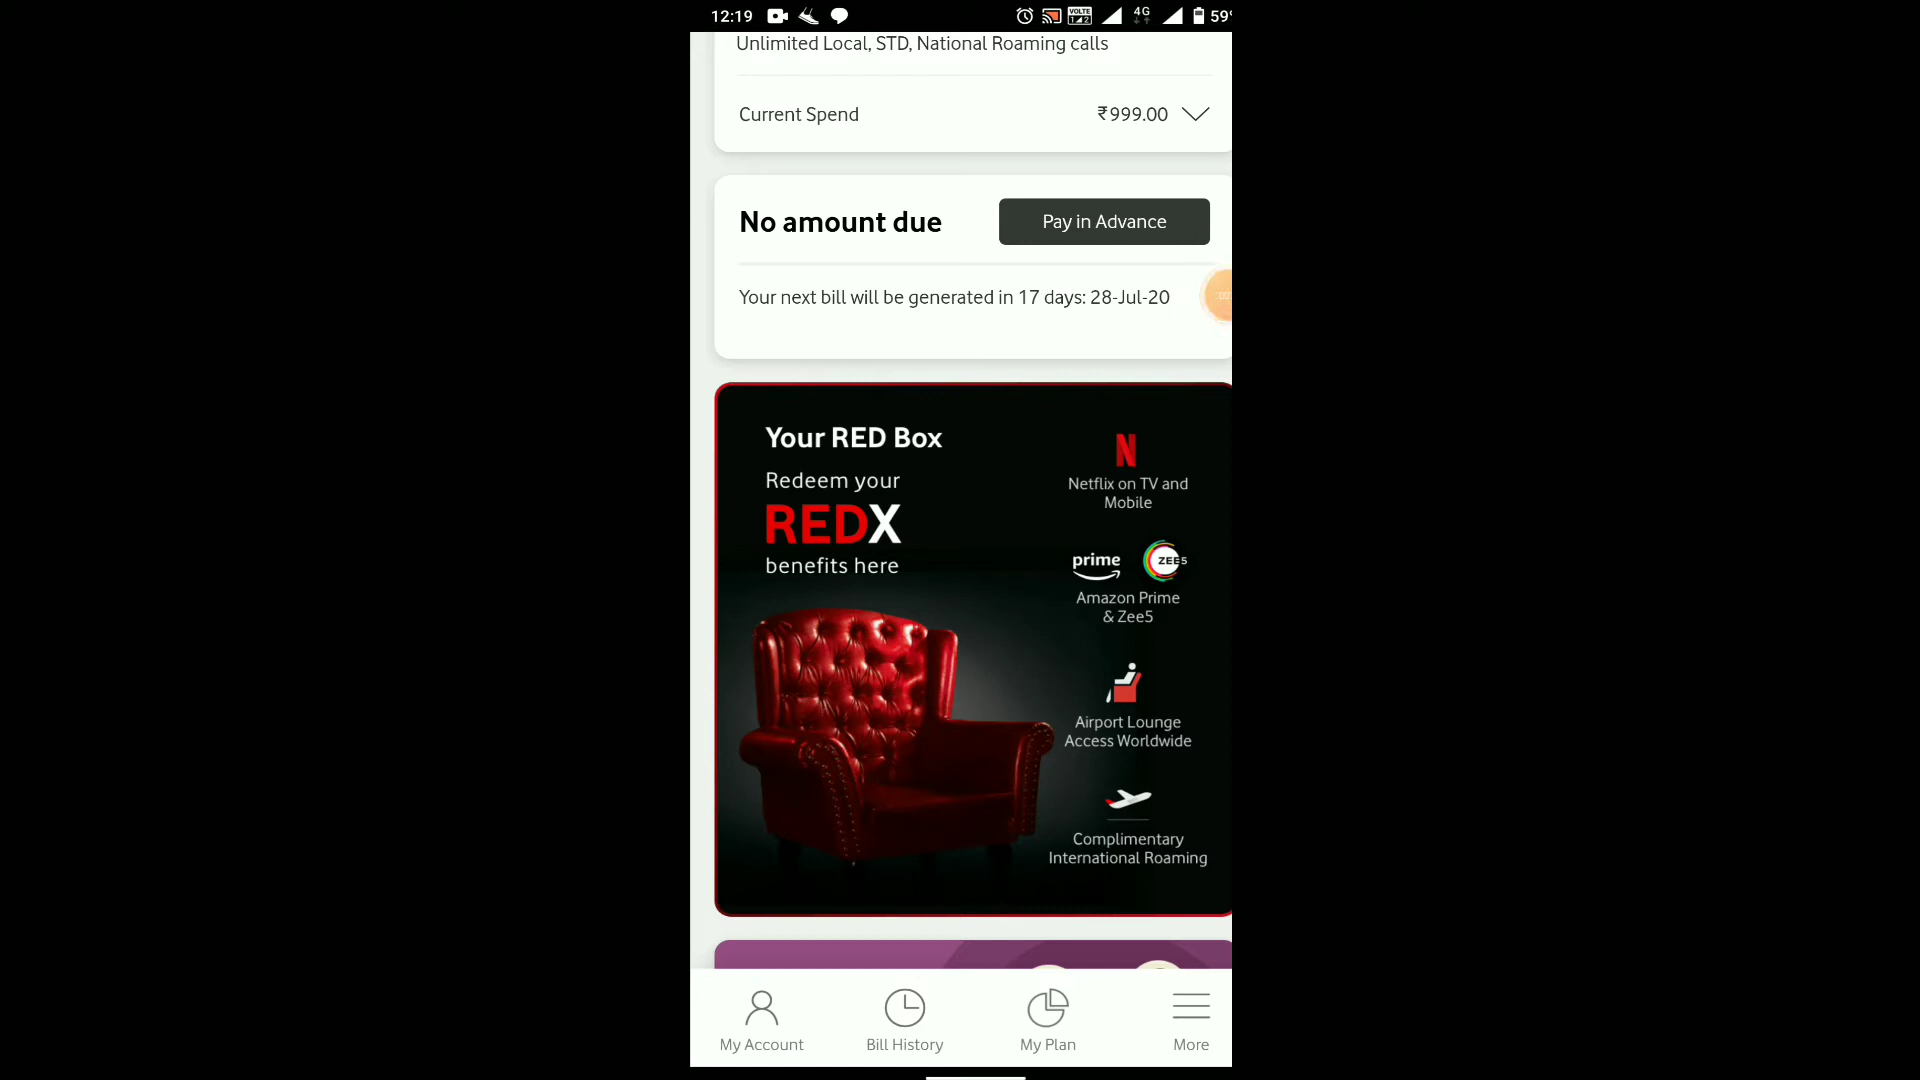 12:19
VOLTE
4G
59
Unlimited Local, STD, National Roaming calls
Current Spend ₹999.00
No amount due
Pay in Advance
Your next bill will be generated in 17 days: 28-Jul-20
Your RED Box
Redeem your
REDX
benefits here
N
Netflix on TV and
Mobile
prime
ZEE5
Amazon Prime
& Zee5
Airport Lounge
Access Worldwide
Complimentary
International Roaming
My Account
Bill History
My Plan
More